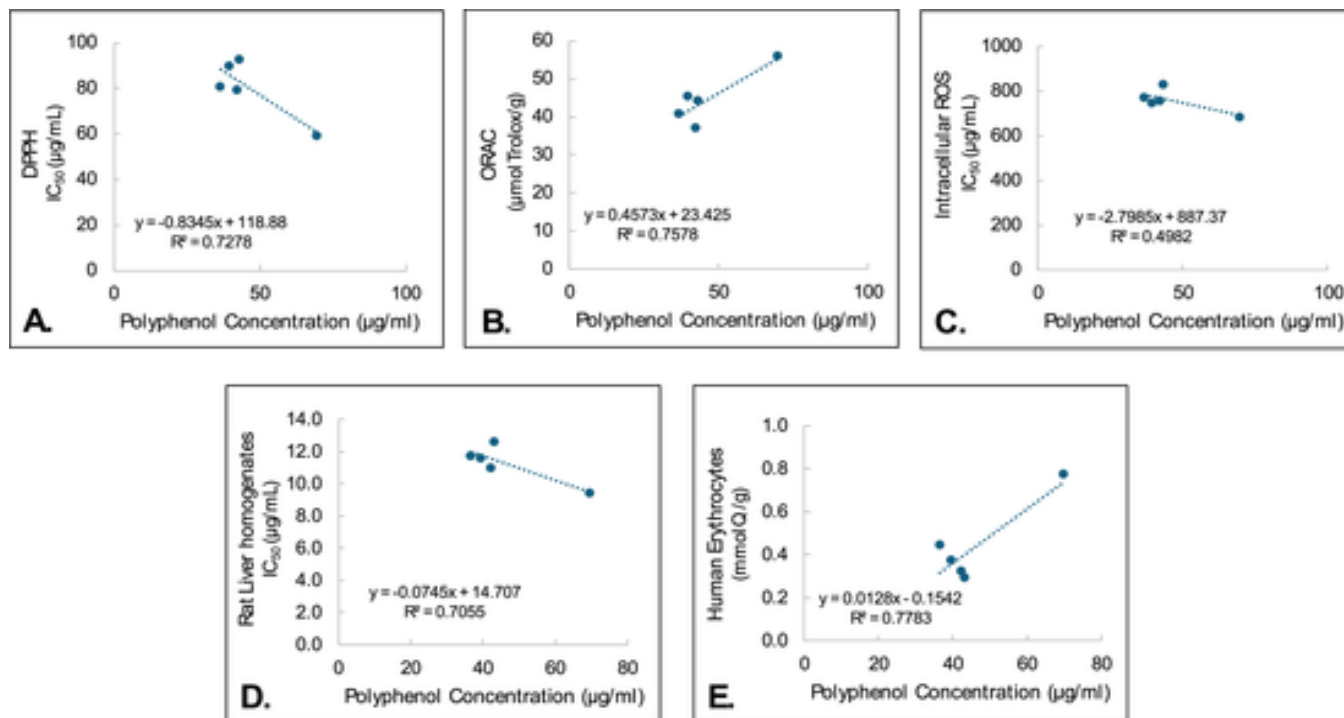 100
80
60
40
20
0
0
50
100
DPPH
IC₅₀ (µg/mL)
y = -0.8345x + 118.88
R² = 0.7278
Polyphenol Concentration (µg/ml)
A.
60
50
40
30
20
10
0
0
50
100
ORAC
(µmol Trolox/g)
y = 0.4573x + 23.425
R² = 0.7578
Polyphenol Concentration (µg/ml)
B.
1000
800
600
400
200
0
0
50
100
Intracellular ROS
IC₅₀ (µg/mL)
y = -2.7985x + 887.37
R² = 0.4982
Polyphenol Concentration (µg/ml)
C.
14.0
12.0
10.0
8.0
6.0
4.0
2.0
0.0
0
20
40
60
80
Rat Liver homogenates
IC₅₀ (µg/mL)
y = -0.0745x + 14.707
R² = 0.7055
Polyphenol Concentration (µg/ml)
D.
1.0
0.8
0.6
0.4
0.2
0.0
0
20
40
60
80
Human Erythrocytes
(mmol Q /g)
y = 0.0128x - 0.1542
R² = 0.7783
Polyphenol Concentration (µg/ml)
E.